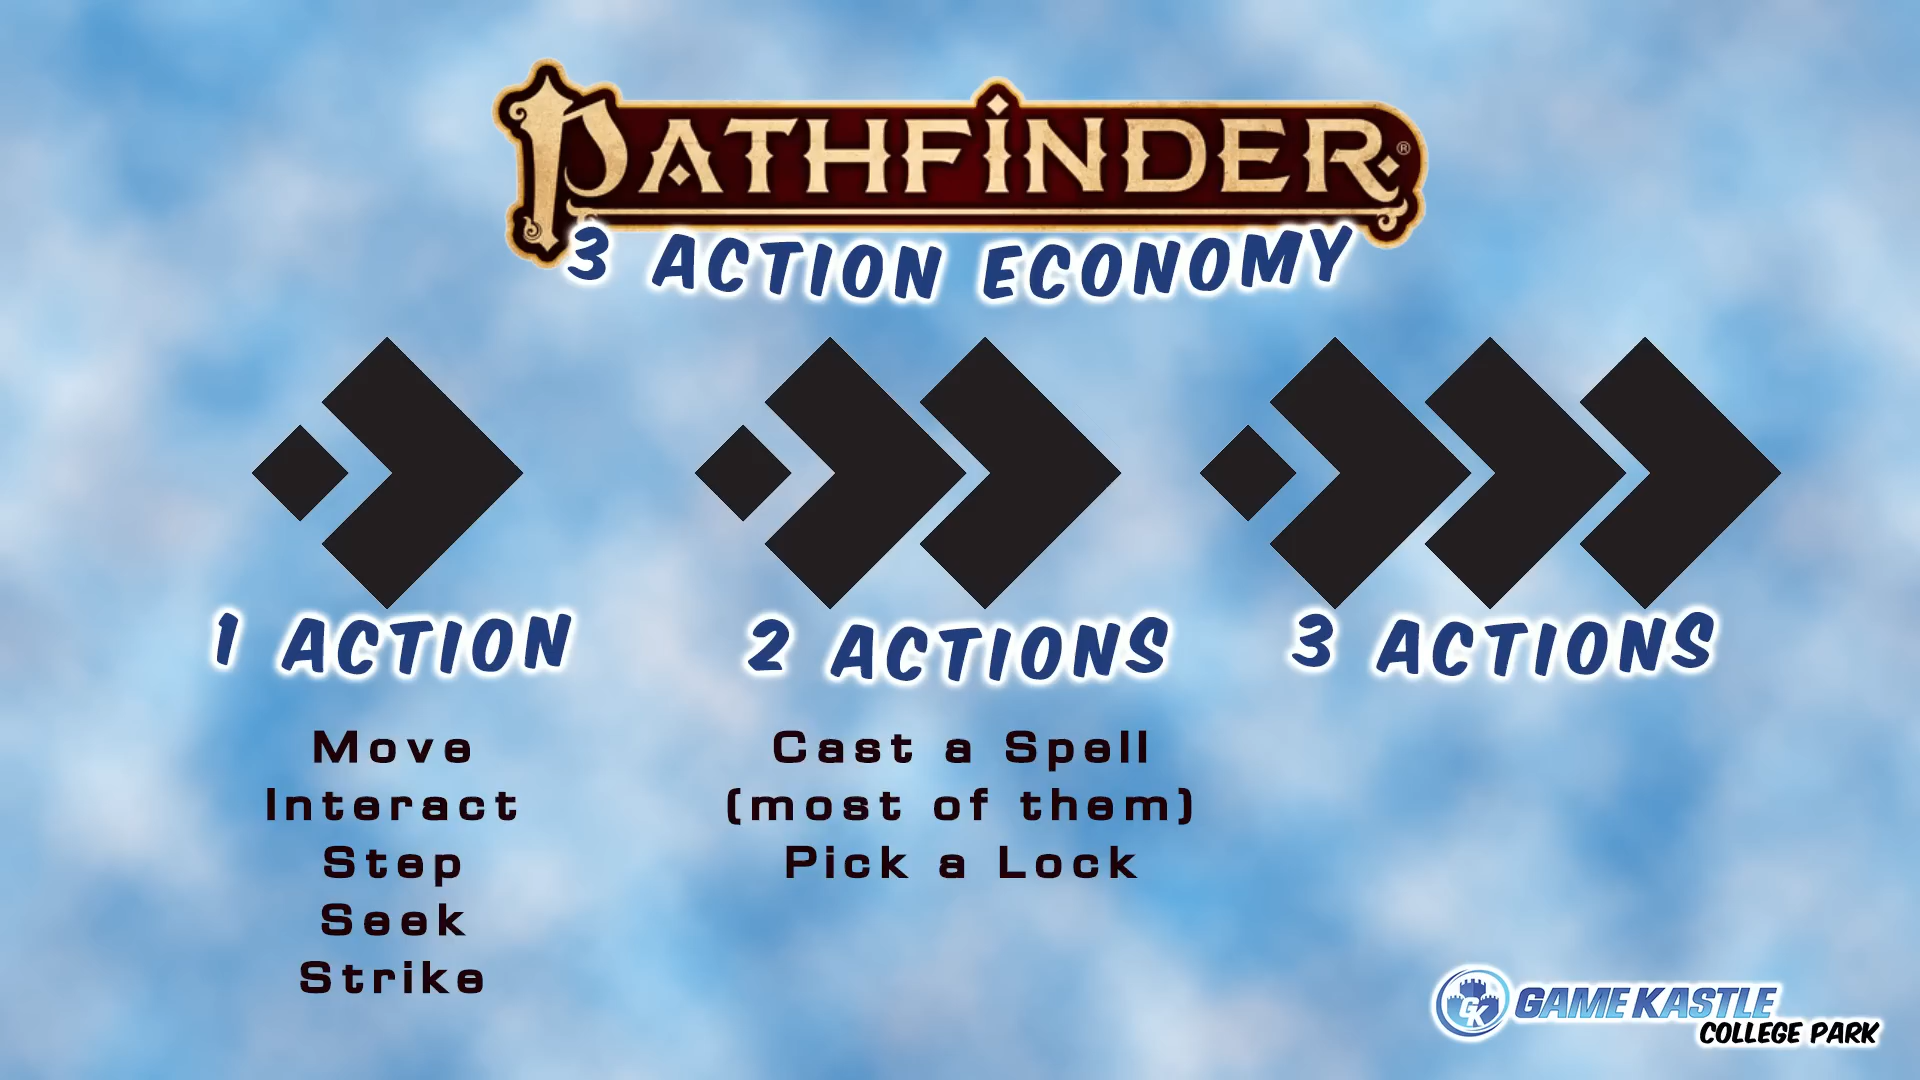 PATHFINDER®
3 ACTION ECONOMY
1 ACTION
2 ACTIONS
3 ACTIONS
Move
Interact
Step
Seek
Strike
Cast a Spell
(most of them)
Pick a Lock
GK GAME KASTLE
COLLEGE PARK